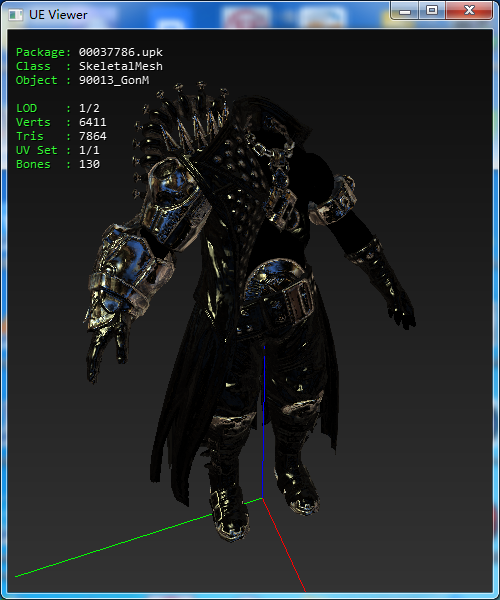 UE Viewer
Package: 00037786.upk
Class : SkeletalMesh
Object : 90013_GonM
LOD : 1/2
Verts : 6411
Tris : 7864
UV Set : 1/1
Bones : 130